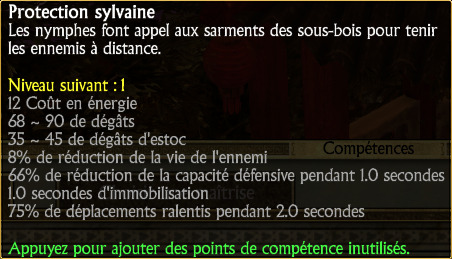 Protection sylvaine
Les nymphes font appel aux sarments des sous-bois pour tenir
les ennemis à distance.
Niveau suivant : 1
12 Coût en énergie
68 ~ 90 de dégâts
35 ~ 45 de dégâts d'estoc
8% de réduction de la vie de l'ennemi
Compétences
66% de réduction de la capacité défensive pendant 1.0 secondes
1.0 secondes d'immobilisation
75% de déplacements ralentis pendant 2.0 secondes
Appuyez pour ajouter des points de compétence inutilisés.